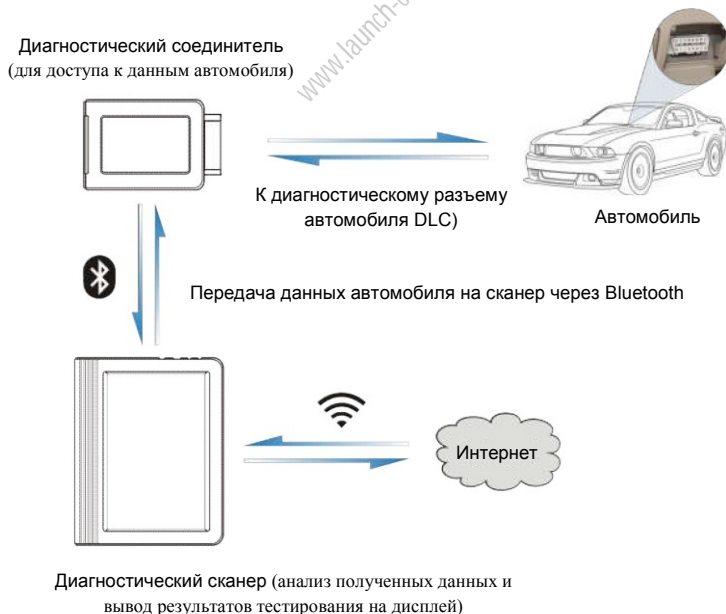 www.launch-
Диагностический соединитель
(для доступа к данным автомобиля)
К диагностическому разъему
автомобиля DLC)
Автомобиль
Передача данных автомобиля на сканер через Bluetooth
Интернет
Диагностический сканер (анализ полученных данных и
вывод результатов тестирования на дисплей)